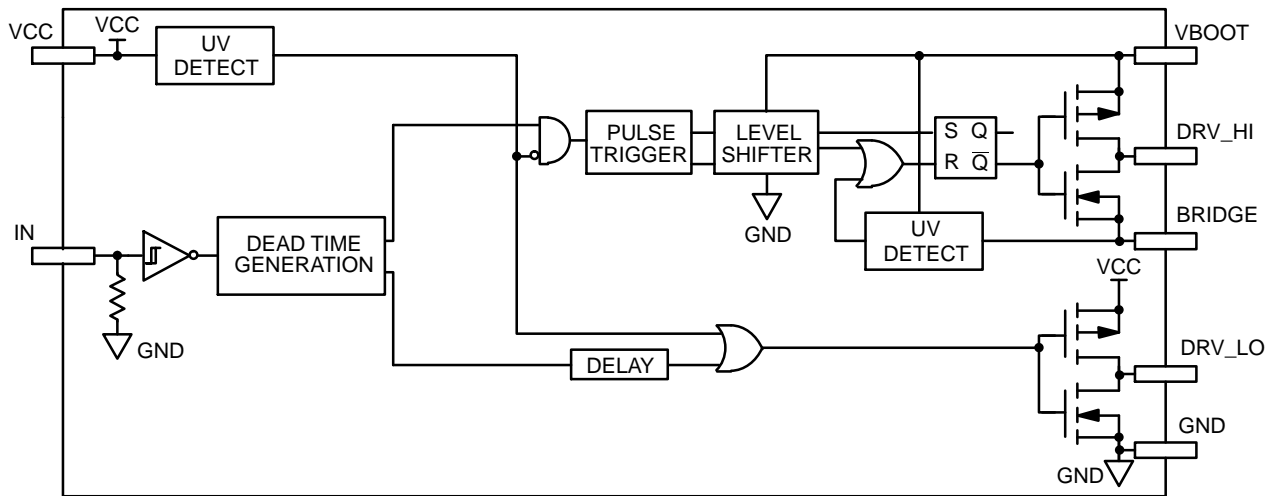 VCC
VCC
UV
DETECT
VBOOT
PULSE
TRIGGER
LEVEL
SHIFTER
S Q
R Q̅
DRV_HI
GND
UV
DETECT
BRIDGE
IN
DEAD TIME
GENERATION
GND
VCC
DELAY
DRV_LO
GND
GND